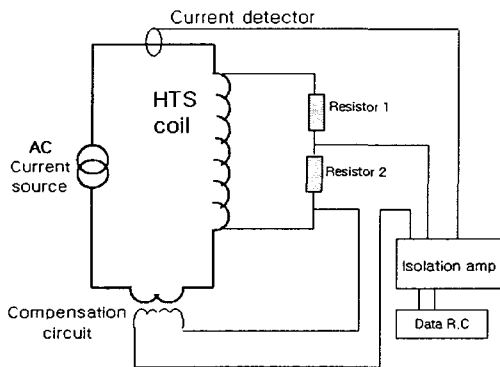 Current detector
HTS
coil
Resistor 1
AC
Current
source
Resistor 2
Isolation amp
Compensation
circuit
Data R.C